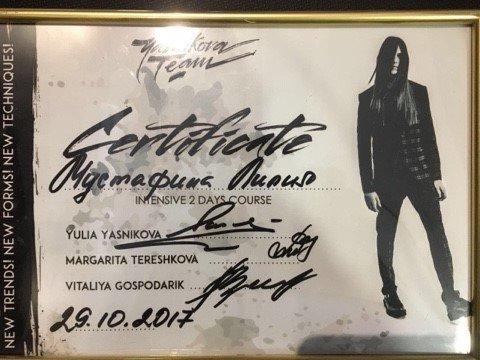 Yasnikova
Team
Certificate
Мустафина Лилия
INTENSIVE 2 DAYS COURSE
YULIA YASNIKOVA
MARGARITA TERESHKOVA
VITALIYA GOSPODARIK
29.10.2017
NEW TRENDS! NEW FORMS! NEW TECHNIQUES!